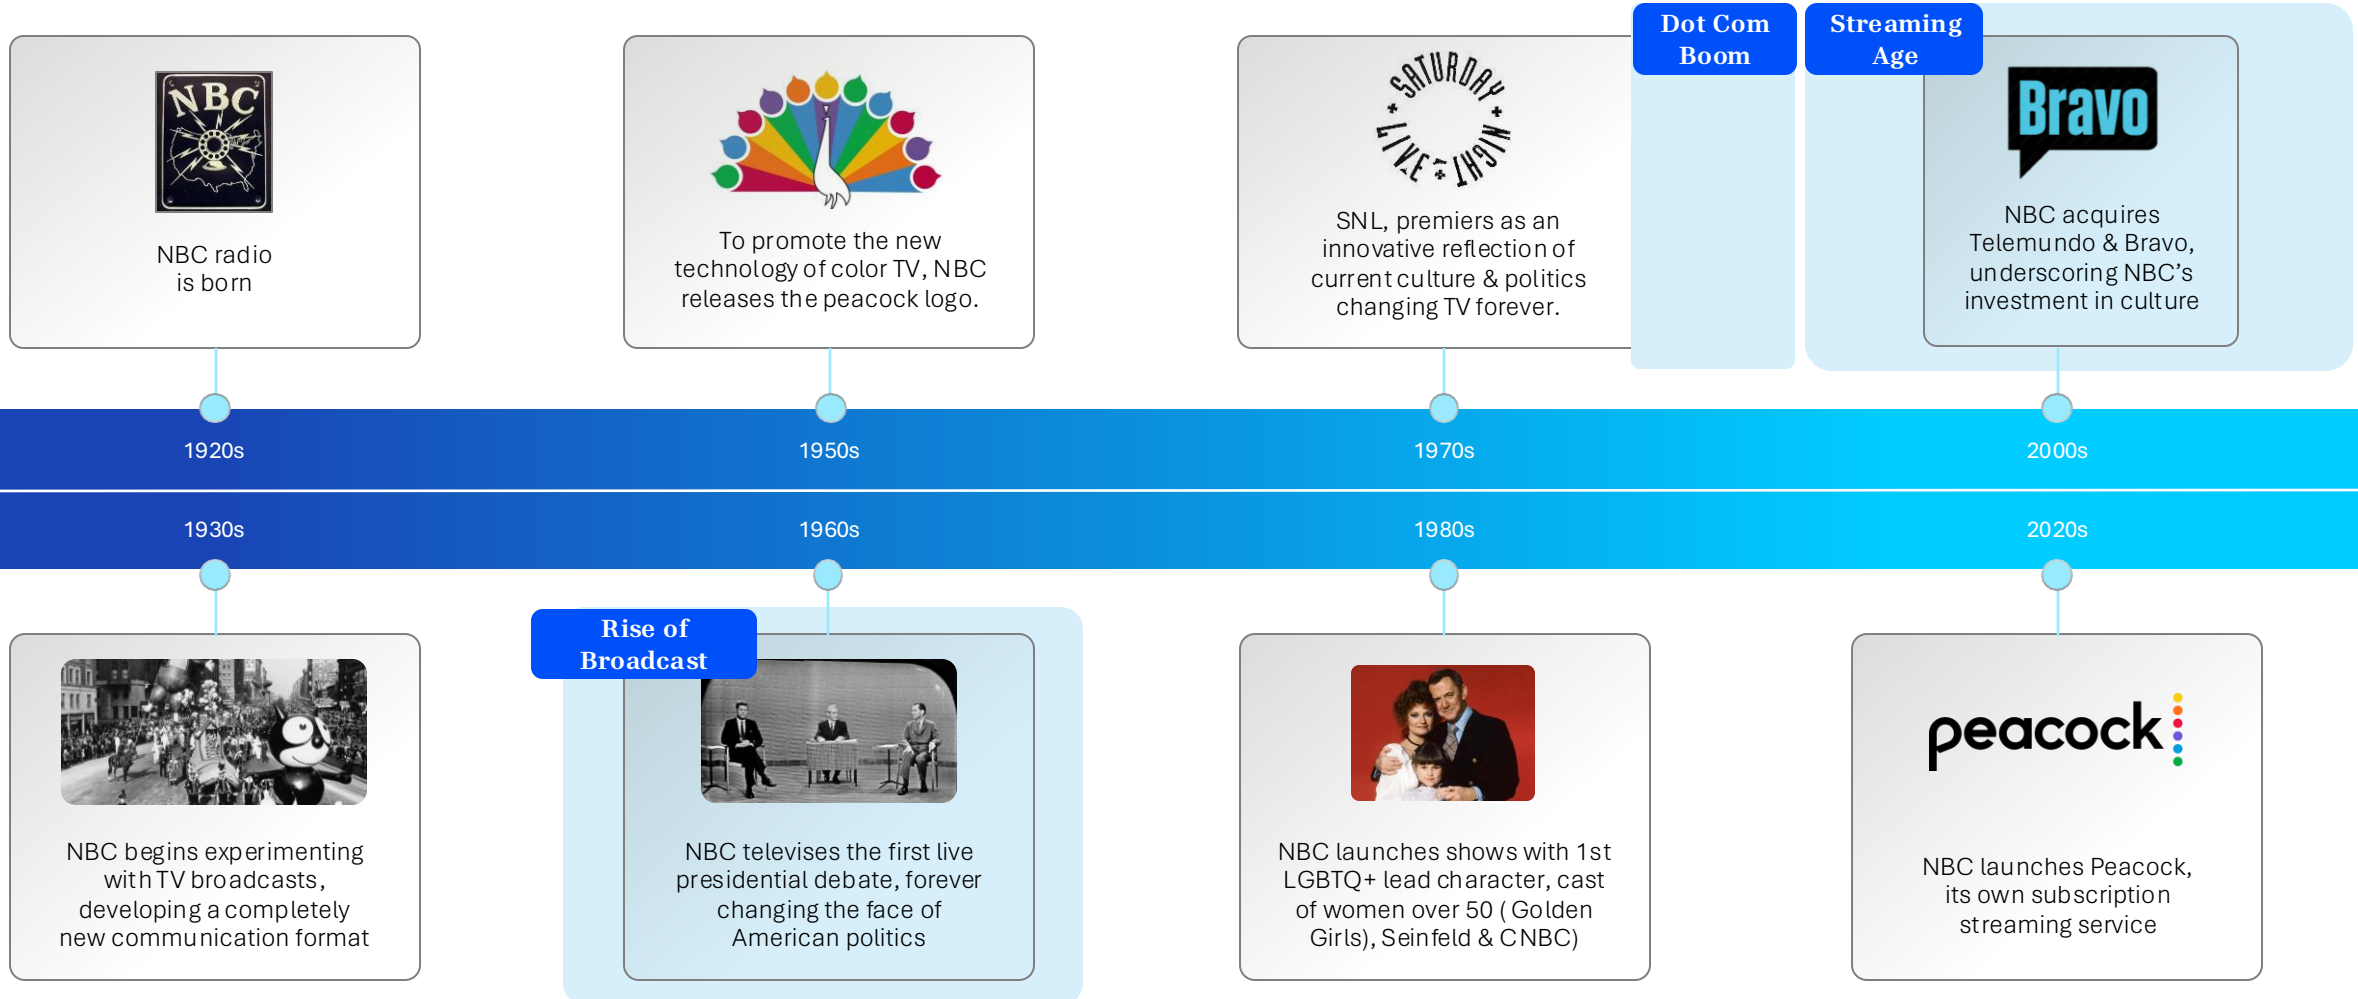 Dot Com
Boom
Streaming
Age
NBC
NBC radio
is born
To promote the new
technology of color TV, NBC
releases the peacock logo.
SATURDAY
NIGHT
LIVE
SNL, premiers as an
innovative reflection of
current culture & politics
changing TV forever.
Bravo
NBC acquires
Telemundo & Bravo,
underscoring NBC’s
investment in culture
1920s
1950s
1970s
2000s
1930s
1960s
1980s
2020s
NBC begins experimenting
with TV broadcasts,
developing a completely
new communication format
Rise of
Broadcast
NBC televises the first live
presidential debate, forever
changing the face of
American politics
NBC launches shows with 1st
LGBTQ+ lead character, cast
of women over 50 ( Golden
Girls), Seinfeld & CNBC)
peacock
NBC launches Peacock,
its own subscription
streaming service